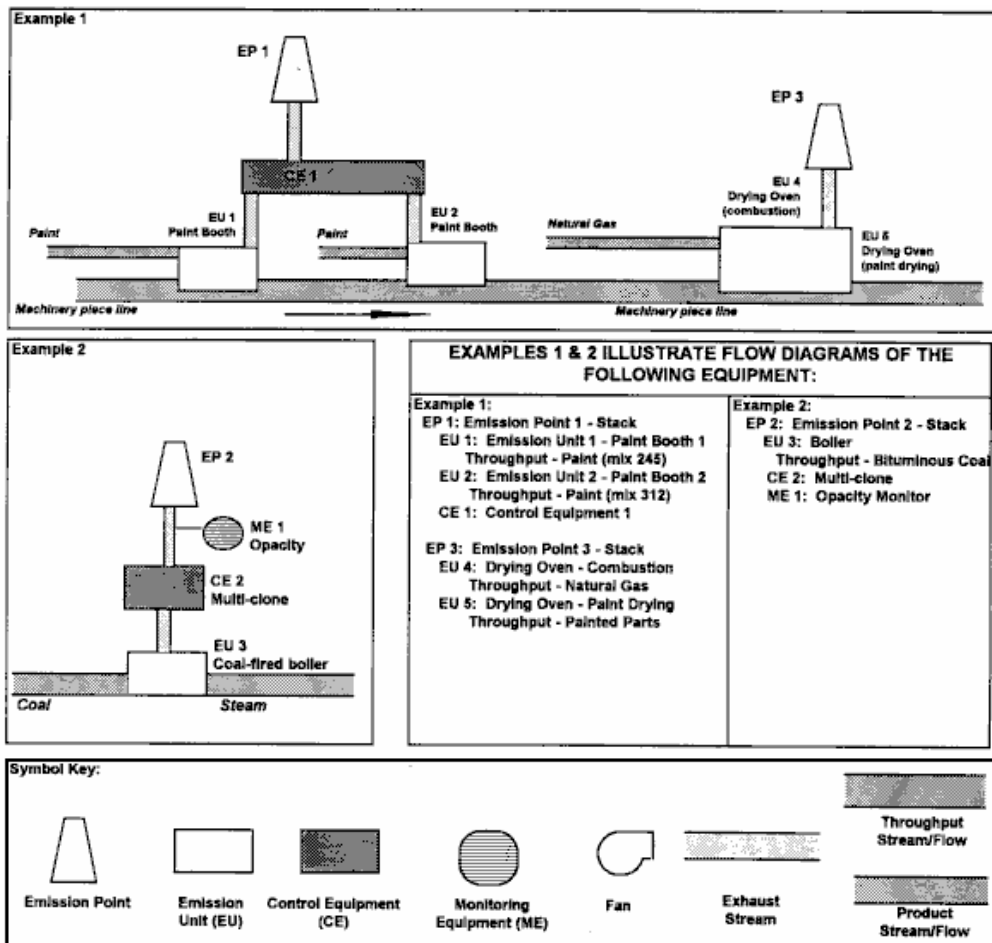 Example 1
EP 1
CE 1
EU 1
Paint Booth
EU 2
Paint Booth
Paint
Paint
Machinery piece line
EP 3
EU 4
Drying Oven
(combustion)
Natural Gas
EU 5
Drying Oven
(paint drying)
Machinery piece line
Example 2
EP 2
ME 1
Opacity
CE 2
Multi-clone
EU 3
Coal-fired boiler
Coal
Steam
EXAMPLES 1 & 2 ILLUSTRATE FLOW DIAGRAMS OF THE
FOLLOWING EQUIPMENT:
Example 1:
EP 1: Emission Point 1 - Stack
EU 1: Emission Unit 1 - Paint Booth 1
Throughput - Paint (mix 245)
EU 2: Emission Unit 2 - Paint Booth 2
Throughput - Paint (mix 312)
CE 1: Control Equipment 1
EP 3: Emission Point 3 - Stack
EU 4: Drying Oven - Combustion
Throughput - Natural Gas
EU 5: Drying Oven - Paint Drying
Throughput - Painted Parts
Example 2:
EP 2: Emission Point 2 - Stack
EU 3: Boiler
Throughput - Bituminous Coal
CE 2: Multi-clone
ME 1: Opacity Monitor
Symbol Key:
Emission Point
Emission
Unit (EU)
Control Equipment
(CE)
Monitoring
Equipment (ME)
Fan
Exhaust
Stream
Throughput
Stream/Flow
Product
Stream/Flow